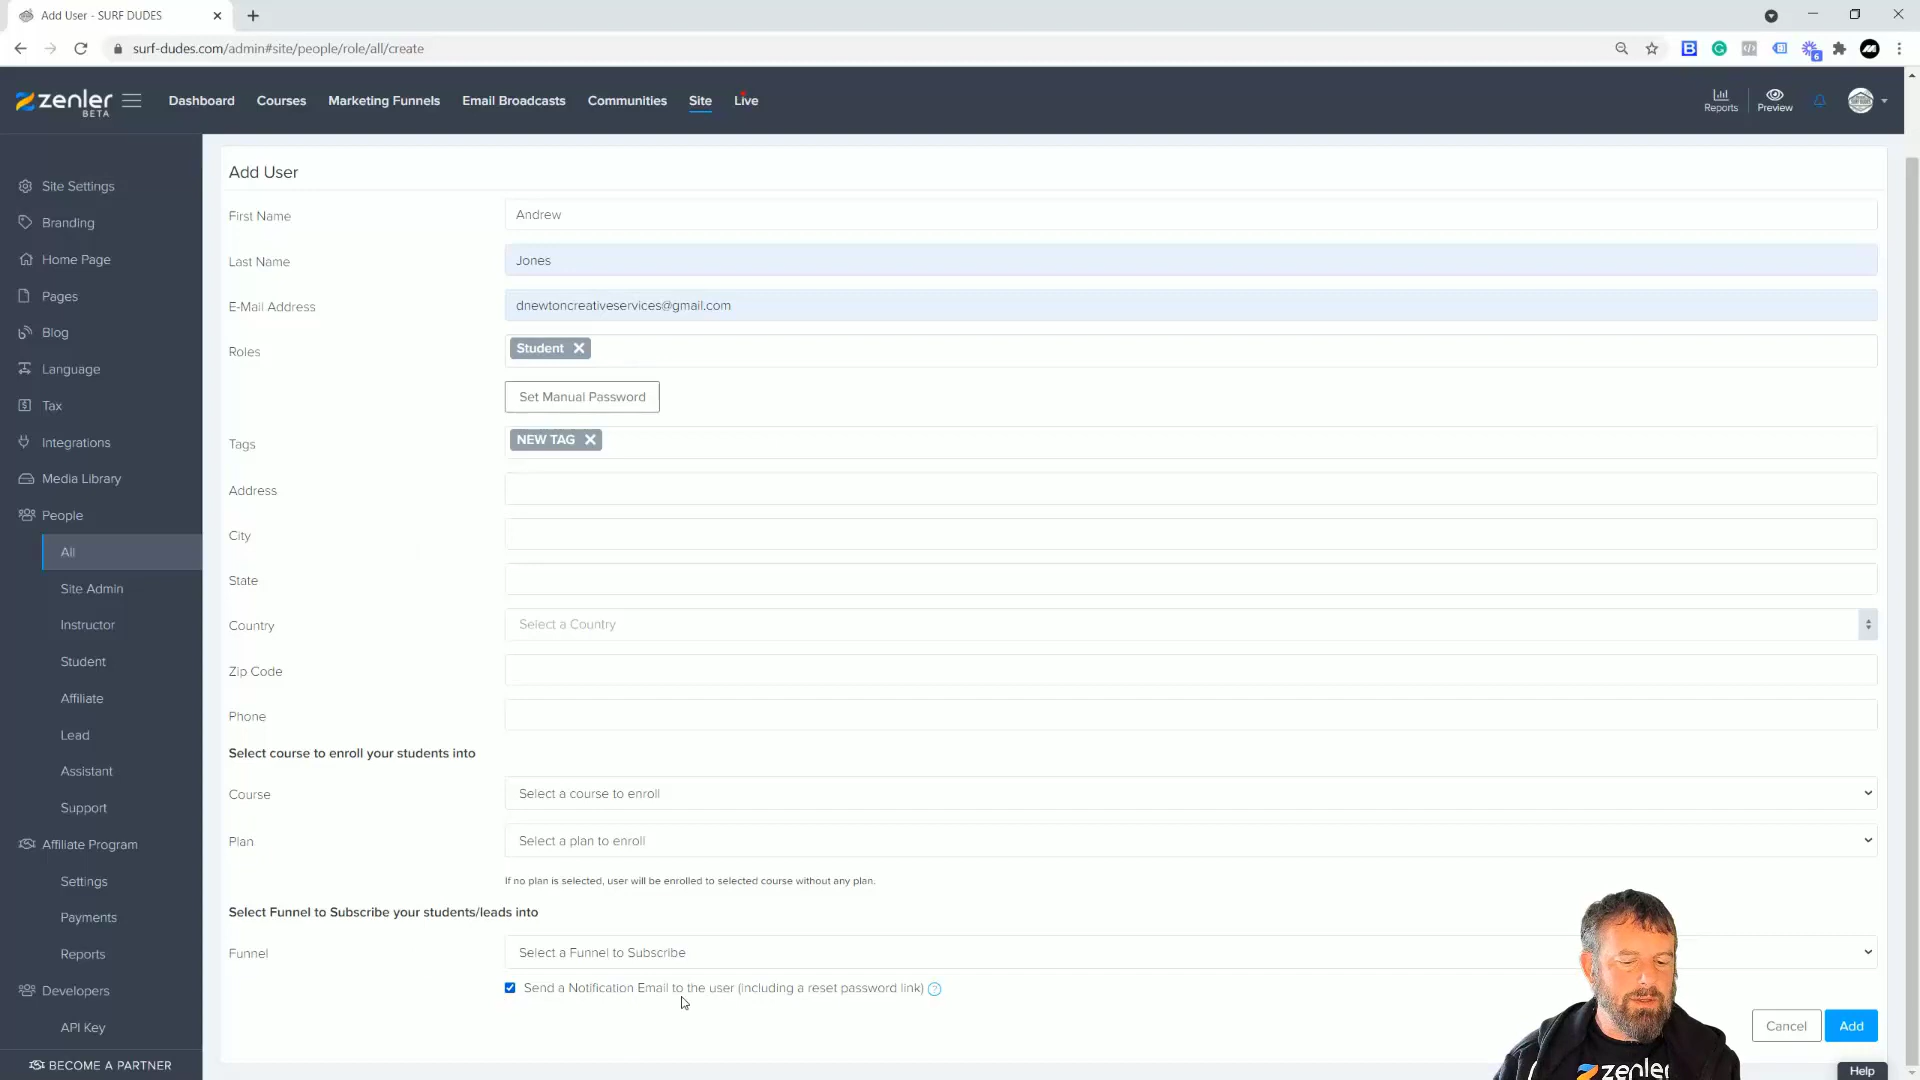 Add User - SURF DUDES
surf-dudes.com/admin#site/people/role/all/create
6
zenler
BETA
Dashboard
Courses
Marketing Funnels
Email Broadcasts
Communities
Site
Live
Reports
Preview
Site Settings
Branding
Home Page
Pages
Blog
Language
Tax
Integrations
Media Library
People
All
Site Admin
Instructor
Student
Affiliate
Lead
Assistant
Support
Affiliate Program
Settings
Payments
Reports
Developers
API Key
BECOME A PARTNER
Add User
First Name
Andrew
Last Name
Jones
E-Mail Address
dnewtoncreativeservices@gmail.com
Roles
Student
Set Manual Password
Tags
NEW TAG
Address
City
State
Country
Select a Country
Zip Code
Phone
Select course to enroll your students into
Course
Select a course to enroll
Plan
Select a plan to enroll
If no plan is selected, user will be enrolled to selected course without any plan.
Select Funnel to Subscribe your students/leads into
Funnel
Select a Funnel to Subscribe
Send a Notification Email to the user (including a reset password link) ?
Cancel
Add
zenler
Help